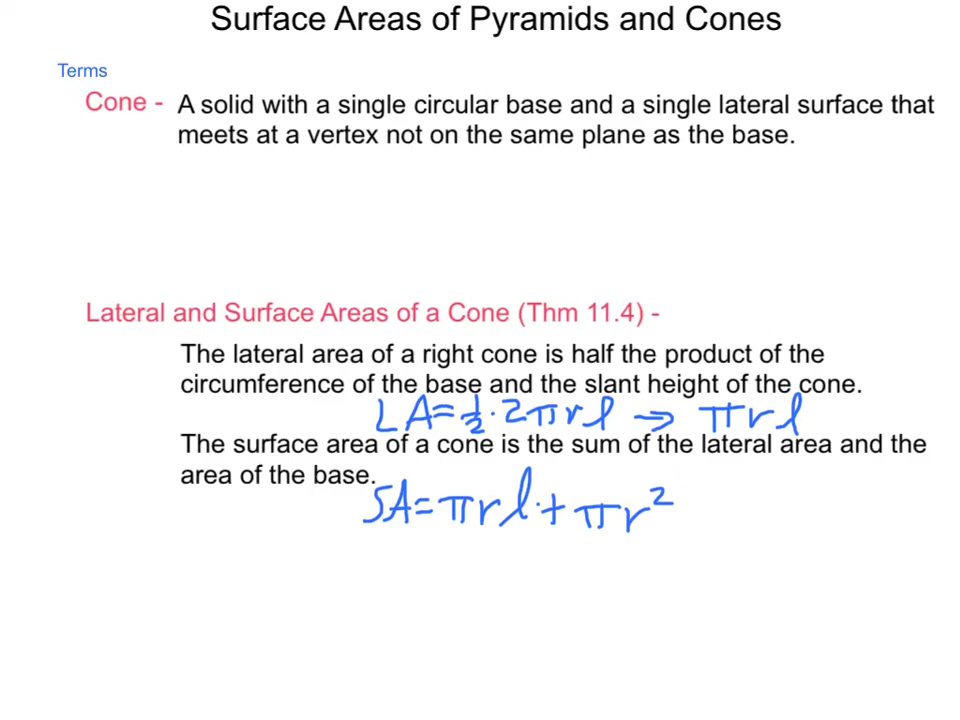 Surface Areas of Pyramids and Cones
Terms
Cone - A solid with a single circular base and a single lateral surface that
meets at a vertex not on the same plane as the base.
Lateral and Surface Areas of a Cone (Thm 11.4) -
The lateral area of a right cone is half the product of the
circumference of the base and the slant height of the cone.
LA = ½ · 2πrl → πrl
The surface area of a cone is the sum of the lateral area and the
area of the base.
SA = πrl + πr²